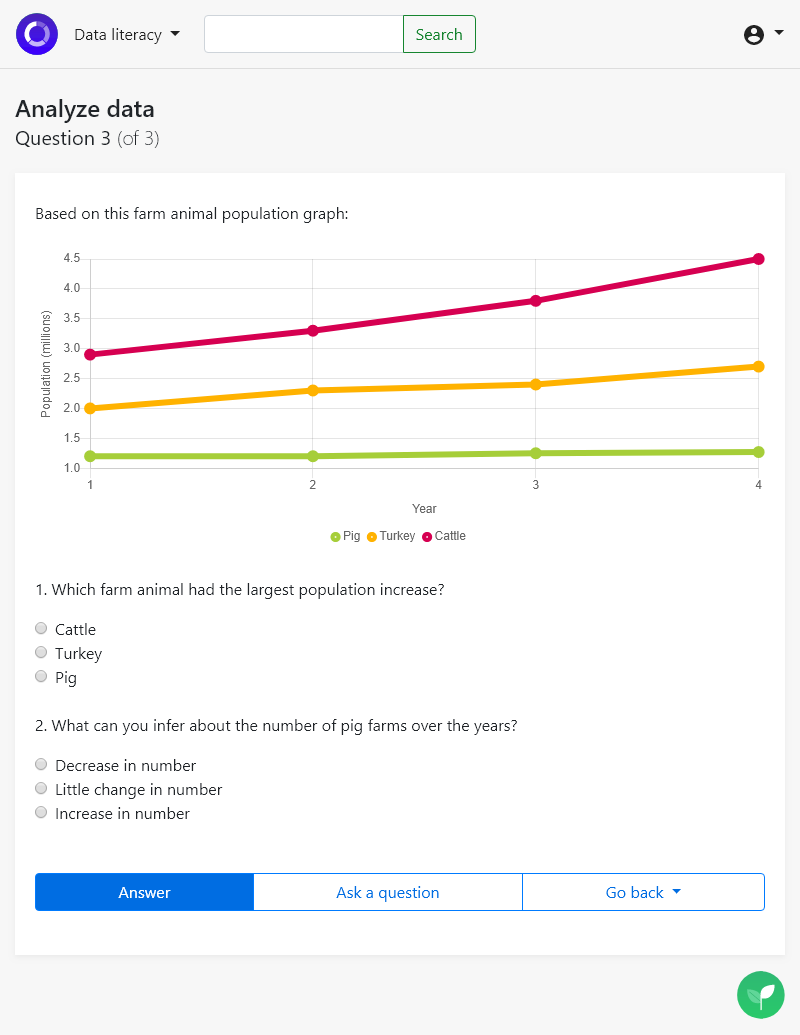 Data literacy
Search
Analyze data
Question 3 (of 3)
Based on this farm animal population graph:
4.5
4.0
3.5
3.0
2.5
2.0
1.5
1.0
Population (millions)
1 2 3 4
Year
Pig Turkey Cattle
1. Which farm animal had the largest population increase?
Cattle
Turkey
Pig
2. What can you infer about the number of pig farms over the years?
Decrease in number
Little change in number
Increase in number
Answer Ask a question Go back